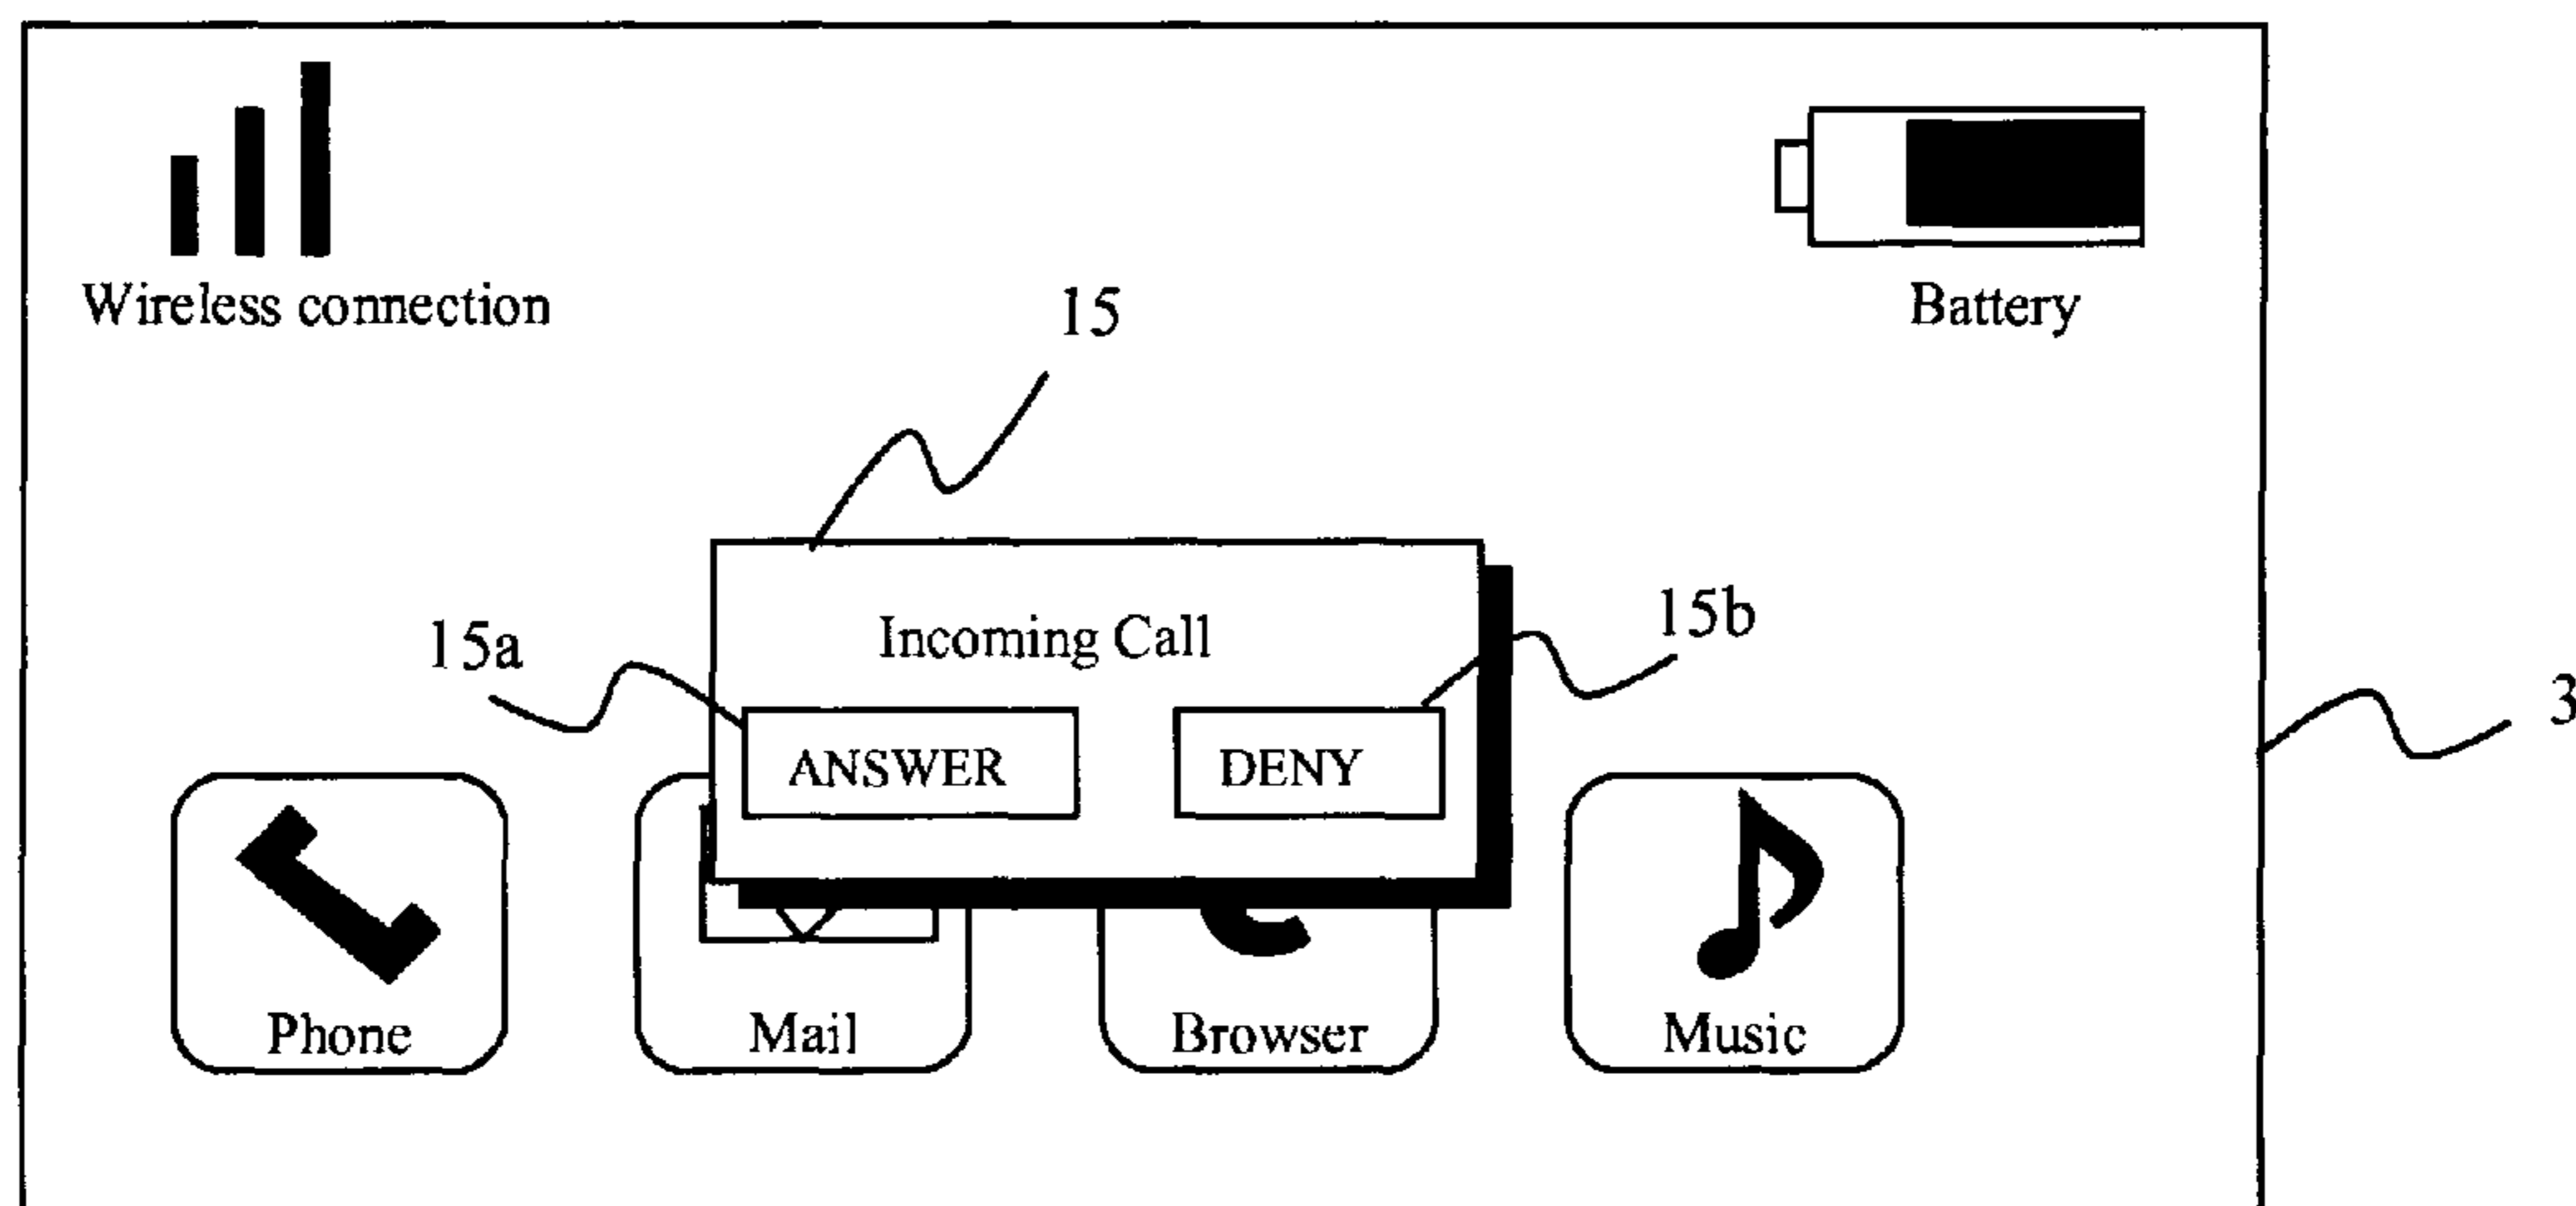 Wireless connection
Battery
15
15a
Incoming Call
15b
ANSWER
DENY
3
Phone
Mail
Browser
Music